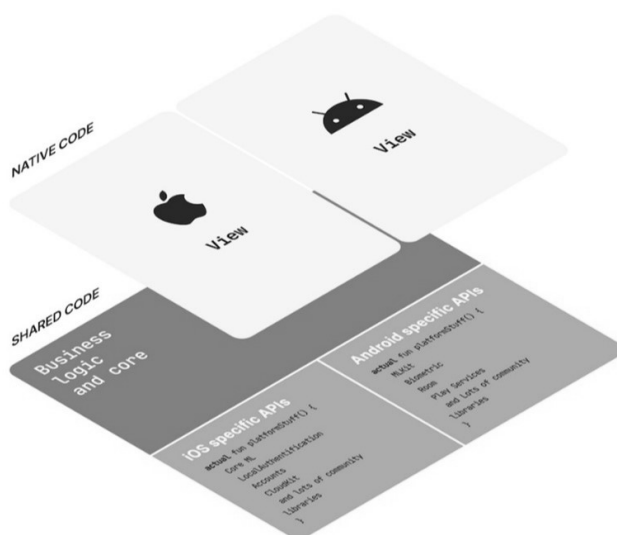 NATIVE CODE
View
View
SHARED CODE
Business
logic
and core
iOS specific APIs
actual fun platformStuff() {
Core ML
LocalAuthentification
Accounts
CloudKit
and lots of community
libraries
}
Android specific APIs
actual fun platformStuff() {
MLKit
Biometric
Room
Play Services
and Lots of community
libraries
}